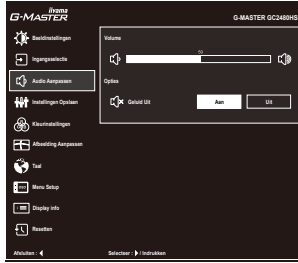 iiyama
G-MASTER
G-MASTER GC2480HS
Beeldinstellingen
Ingangsselectie
Audio Aanpassen
Instellingen Opslaan
Kleurinstellingen
Afbeelding Aanpassen
Taal
Menu Setup
Display info
Resetten
Volume
50
Opties
Geluid Uit
Aan
Uit
Afsluiten :
Selecteer : / Indrukken